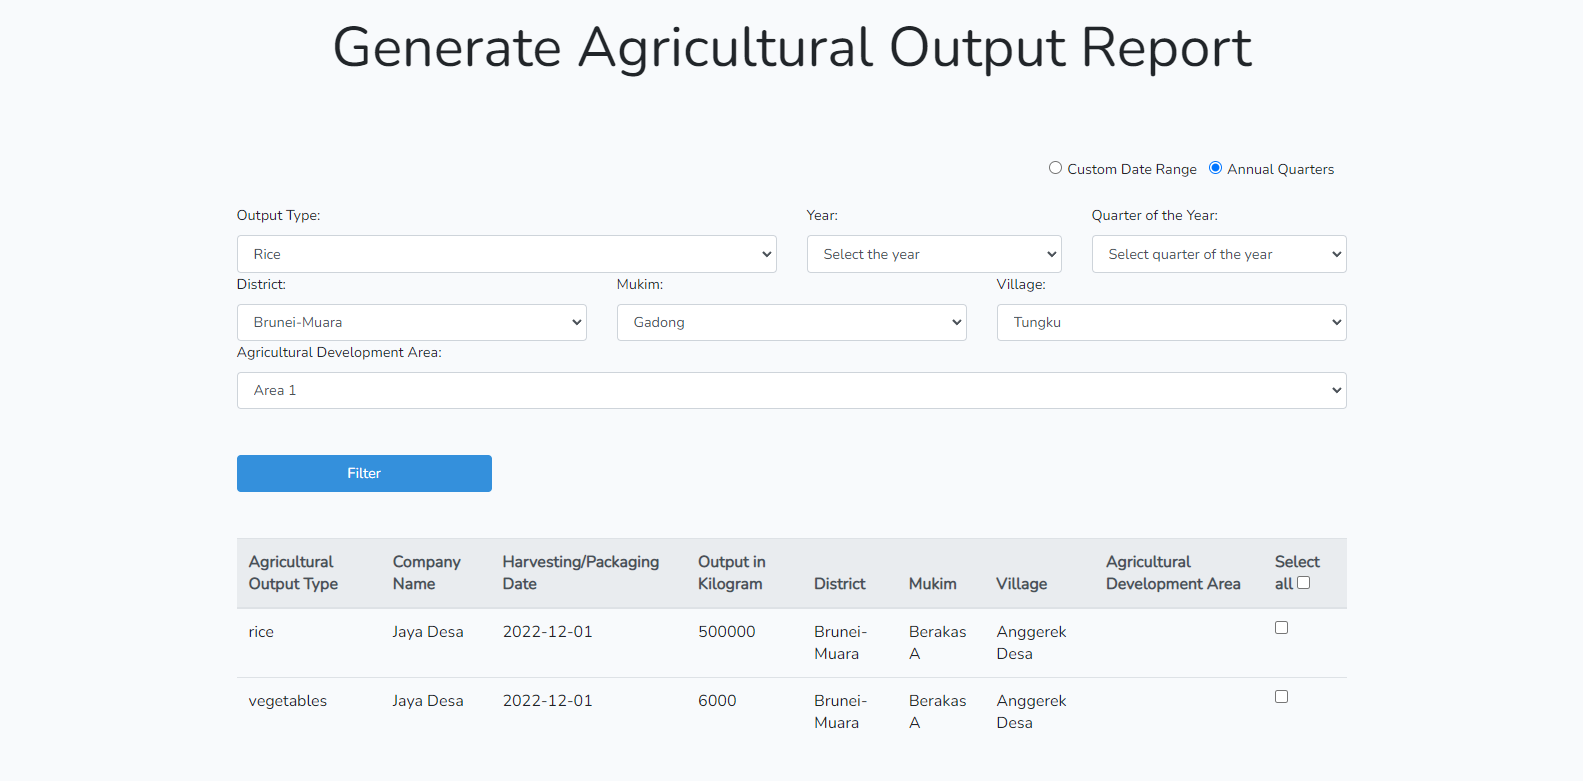 Generate Agricultural Output Report
Custom Date Range Annual Quarters
Output Type: Year: Quarter of the Year:
Rice Select the year Select quarter of the year
District: Mukim: Village:
Brunei-Muara Gadong Tungku
Agricultural Development Area:
Area 1
Filter
Agricultural Company Harvesting/Packaging Output in Agricultural Select
Output Type Name Date Kilogram District Mukim Village Development Area all
rice Jaya Desa 2022-12-01 500000 Brunei- Berakas Anggerek
Muara A Desa
vegetables Jaya Desa 2022-12-01 6000 Brunei- Berakas Anggerek
Muara A Desa